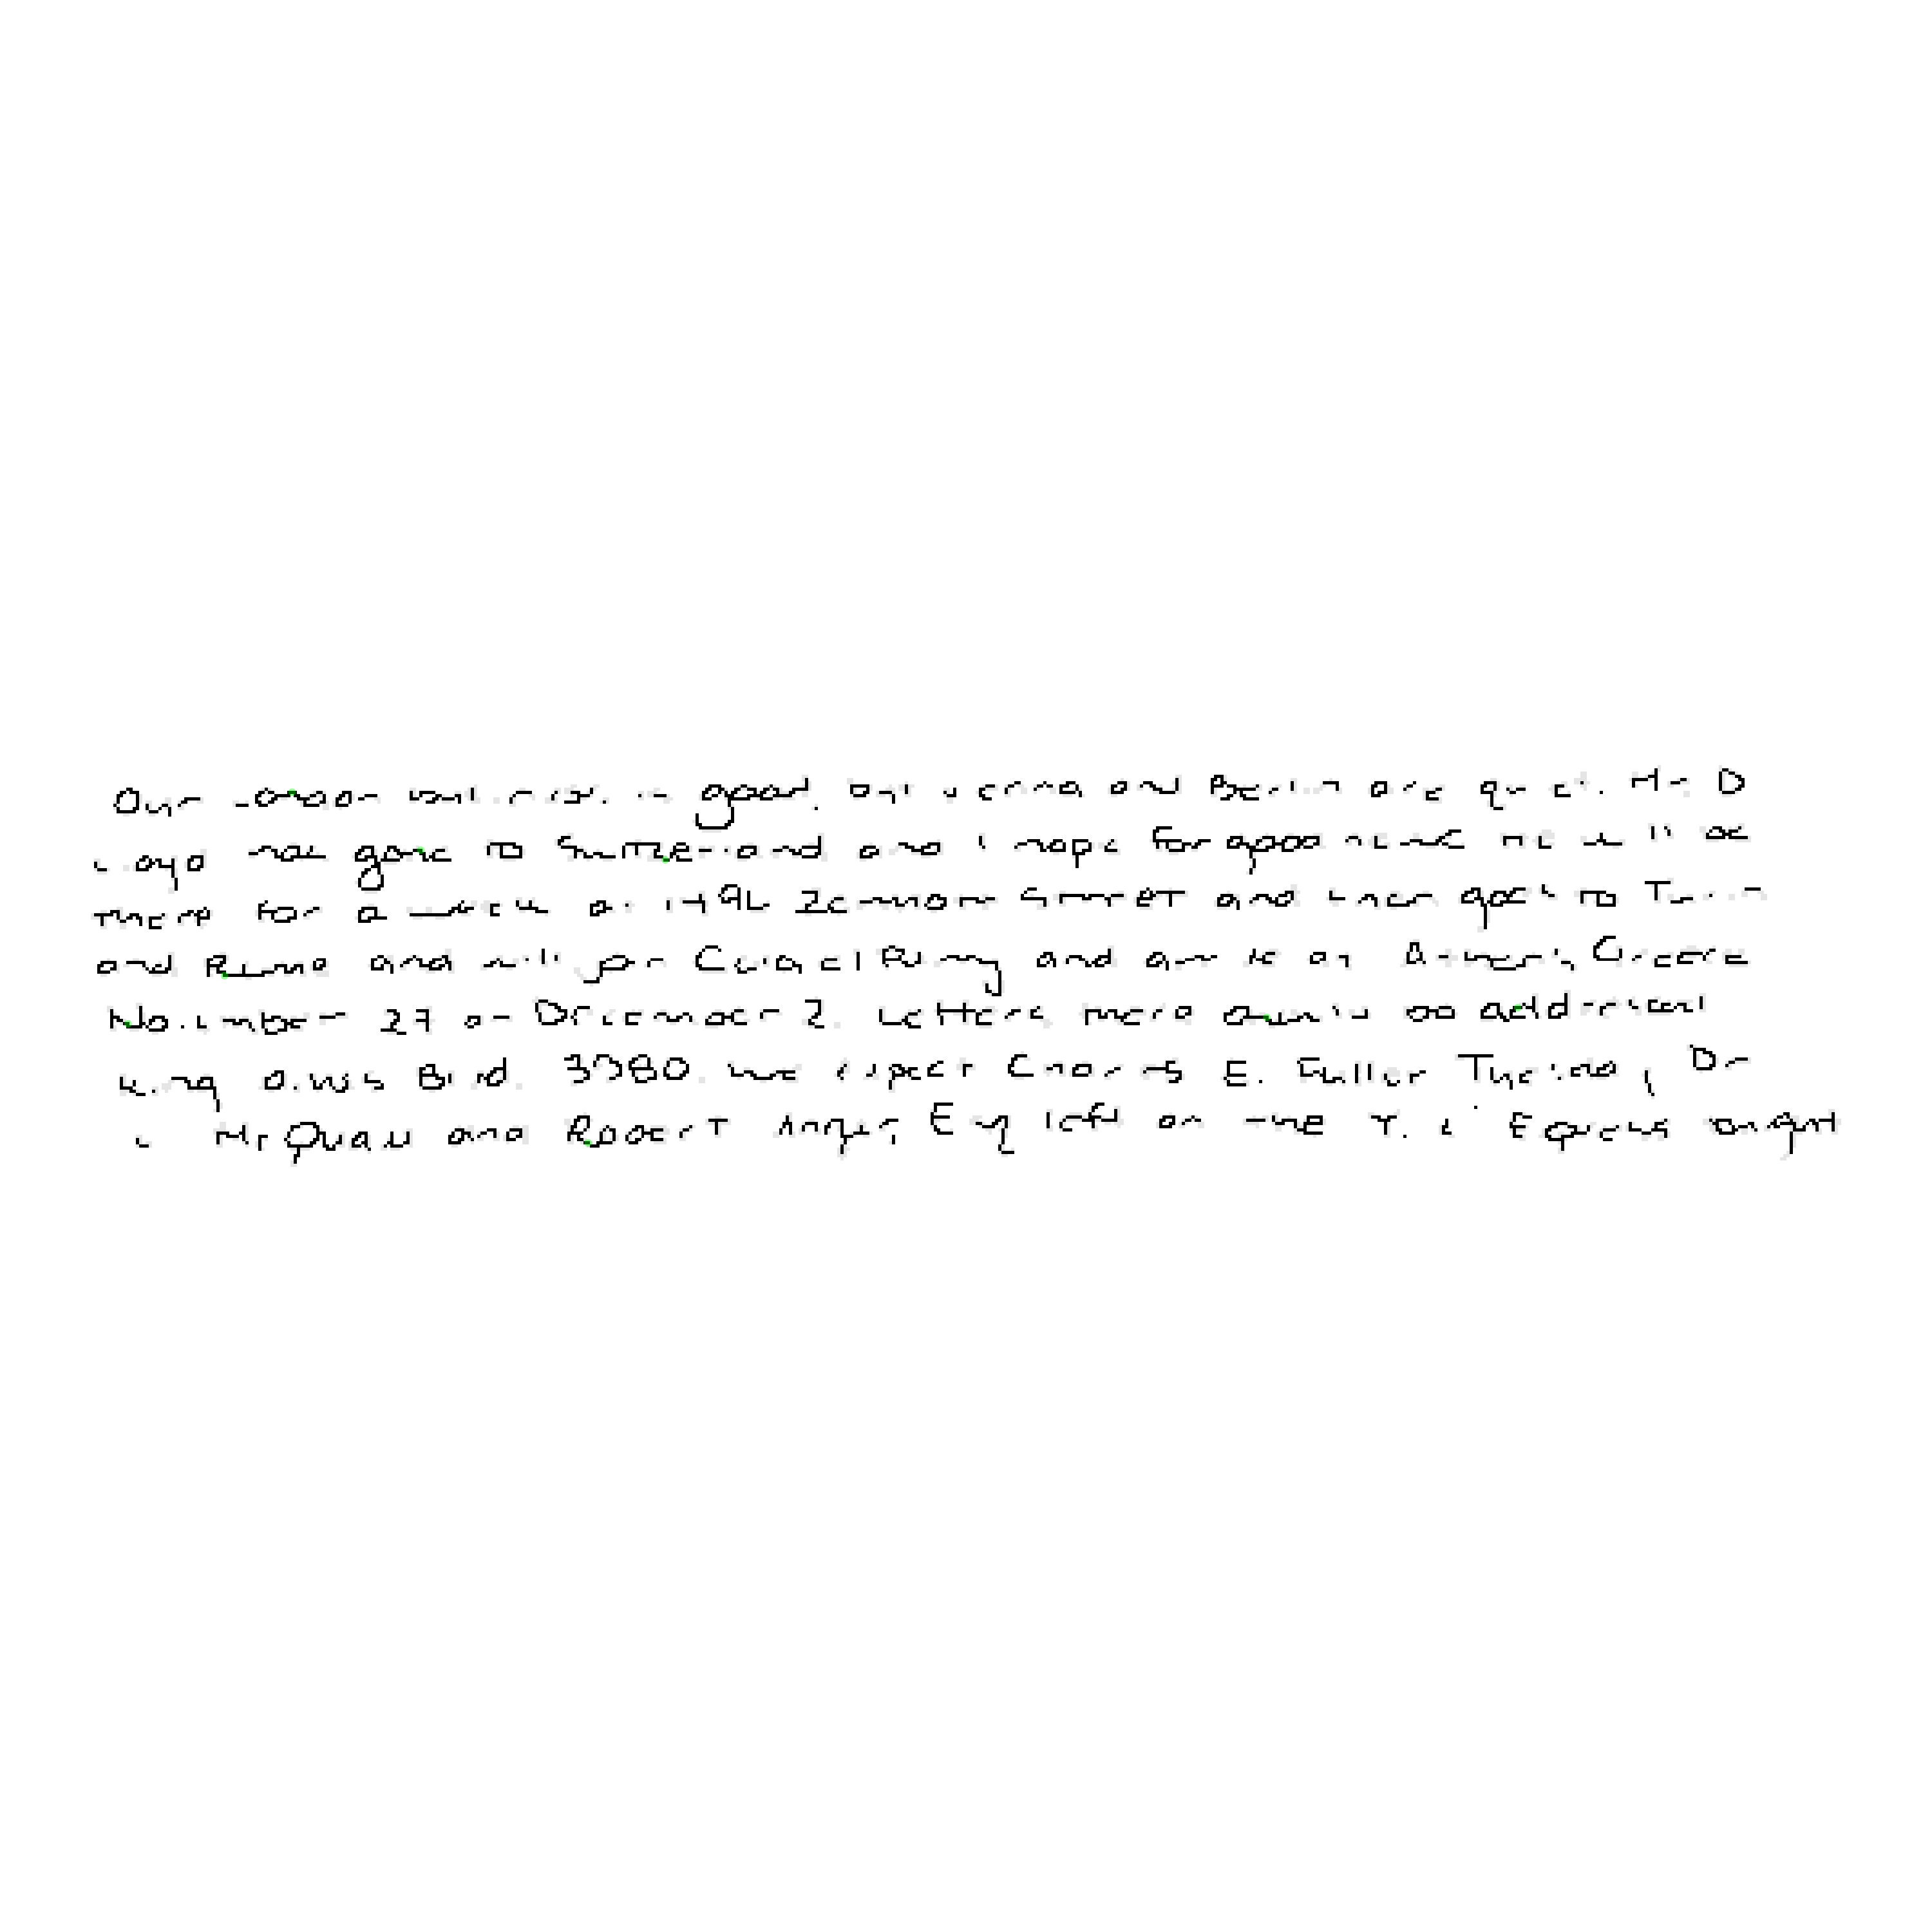 Our London is good but Vienna and Berlin are quiet. Mr D
Lloyd has gone to Switzerland and I hope for good news He will be
there for a week at 1496 Zermott Street and then goes to Turin
and Rome and will join Colonel Parry and arrive at Athens, Greece
November 27 or December 2. Letters there should be addressed
King James Blvd. 3580. We expect Charles E. Fuller Tuesday, Dr
L McQuaid and Robert Unger, Esq left on the Express tonight